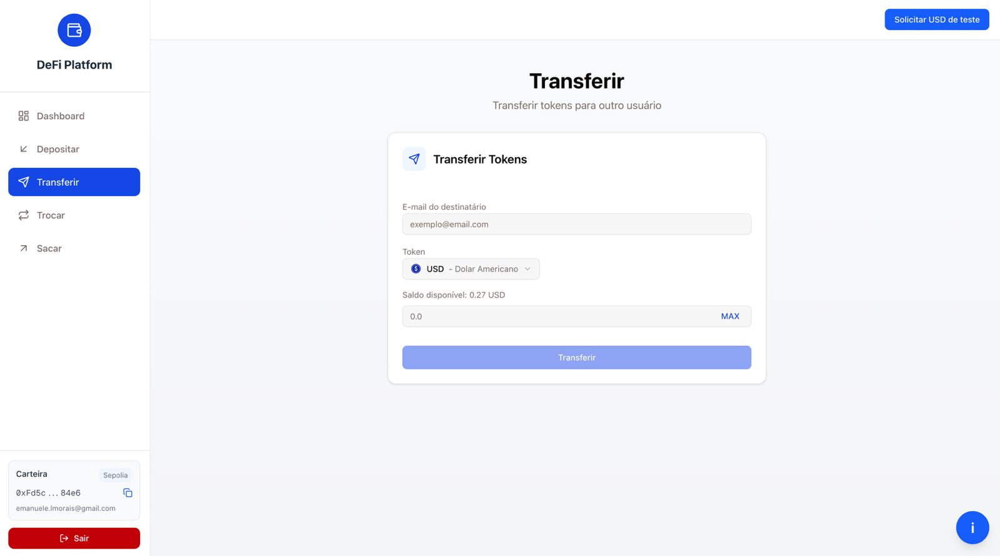 DeFi Platform
Dashboard
Depositar
Transferir
Trocar
Sacar
Carteira
Sepolia
0xFd5c ... 84e6
emanuele.lmorais@gmail.com
Sair
Solicitar USD de teste
Transferir
Transferir tokens para outro usuário
Transferir Tokens
E-mail do destinatário
exemplo@email.com
Token
$ USD - Dolar Americano
Saldo disponível: 0.27 USD
0.0 MAX
Transferir
i